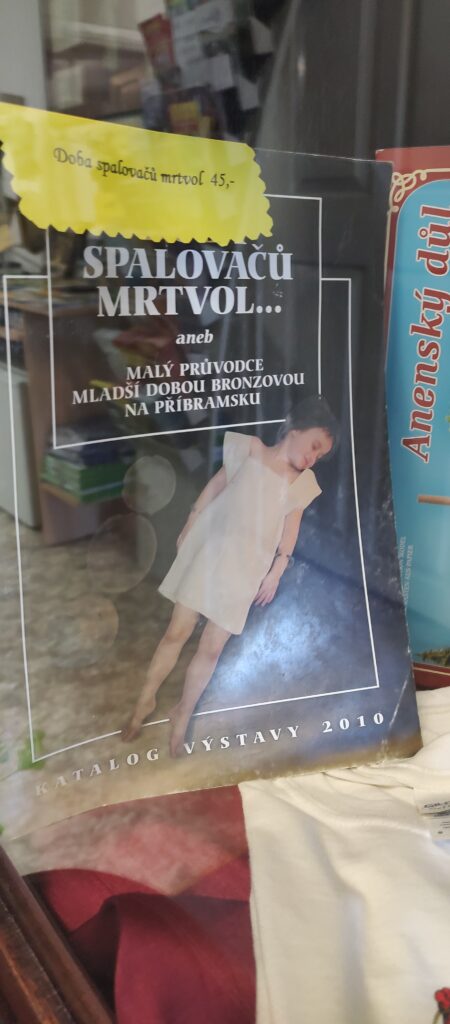 Doba spalovačů mrtvol 45,-
SPALOVAČŮ
MRTVOL...
aneb
MALÝ PRŮVODCE
MLADŠÍ DOBOU BRONZOVOU
NA PŘÍBRAMSKU
KATALOG VÝSTAVY 2010
Anenský důl